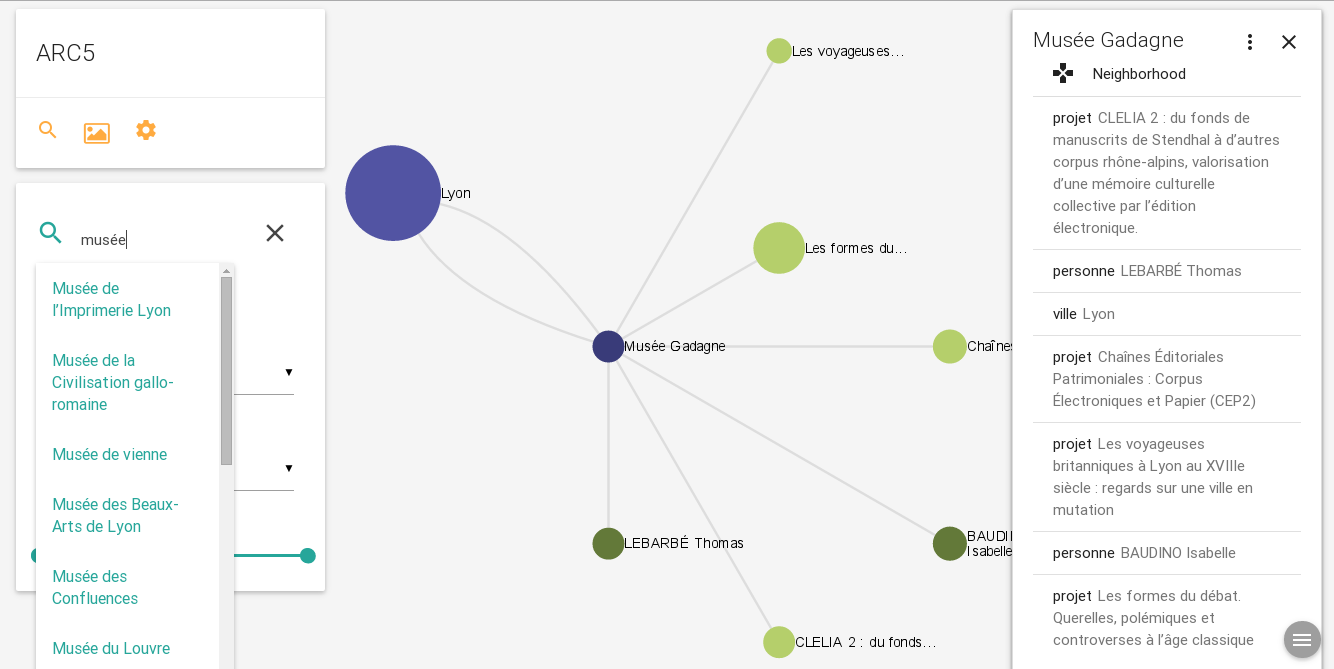 ARC5
musée
Musée de
l’Imprimerie Lyon
Musée de la
Civilisation gallo-
romaine
Musée de vienne
Musée des Beaux-
Arts de Lyon
Musée des
Confluences
Musée du Louvre
Les voyageuses...
Lyon
Les formes du...
Musée Gadagne
Chaînes
LEBARBÉ Thomas
BAUDI
Isabelle
CLELIA 2 : du fonds...
Musée Gadagne
Neighborhood
projet CLELIA 2 : du fonds de
manuscrits de Stendhal à d’autres
corpus rhône-alpins, valorisation
d’une mémoire culturelle
collective par l’édition
électronique.
personne LEBARBÉ Thomas
ville Lyon
projet Chaînes Éditoriales
Patrimoniales : Corpus
Électroniques et Papier (CEP2)
projet Les voyageuses
britanniques à Lyon au XVIIIe
siècle : regards sur une ville en
mutation
personne BAUDINO Isabelle
projet Les formes du débat.
Querelles, polémiques et
controverses à l’âge classique